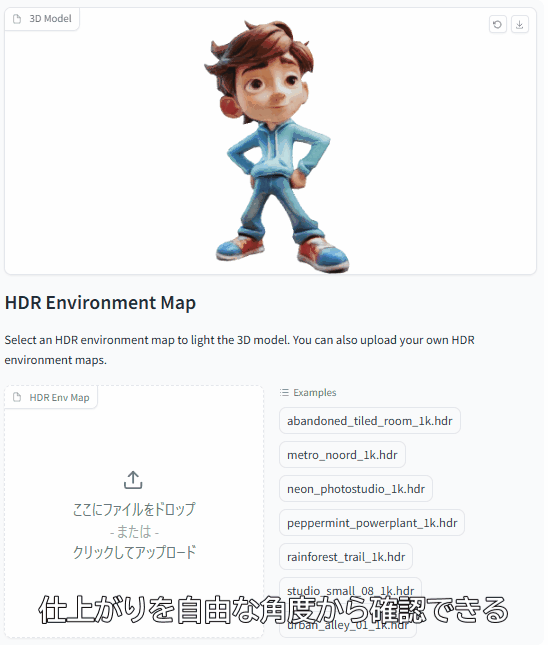 3D Model
HDR Environment Map
Select an HDR environment map to light the 3D model. You can also upload your own HDR
environment maps.
HDR Env Map
ここにファイルをドロップ
- または -
クリックしてアップロード
Examples
abandoned_tiled_room_1k.hdr
metro_noord_1k.hdr
neon_photostudio_1k.hdr
peppermint_powerplant_1k.hdr
rainforest_trail_1k.hdr
studio_small_08_1k.hdr
urban_alley_01_1k.hdr
仕上がりを自由な角度から確認できる